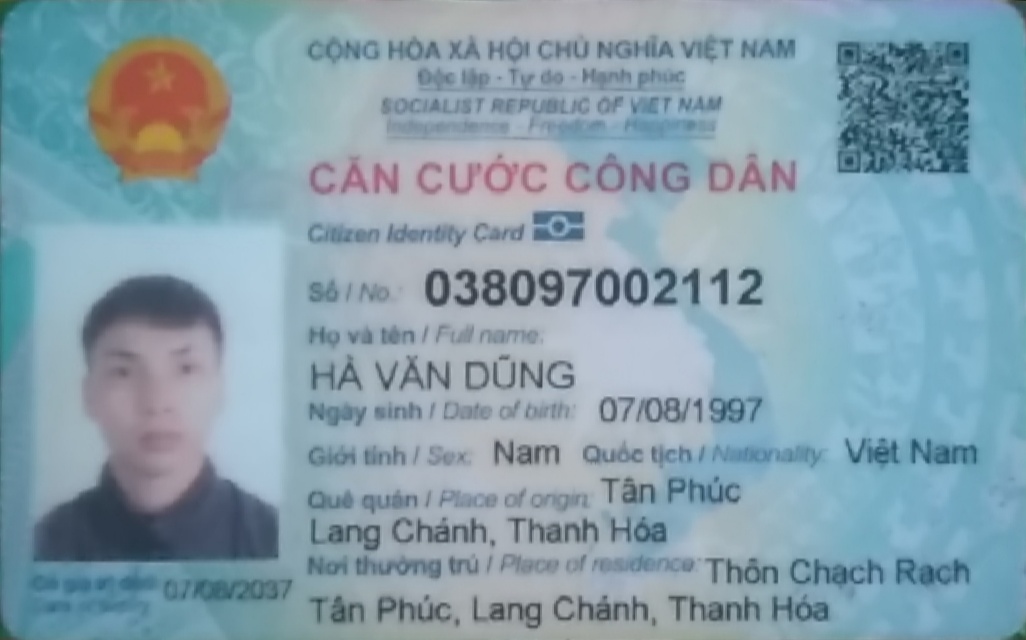 CỘNG HÒA XÃ HỘI CHỦ NGHĨA VIỆT NAM
Độc lập - Tự do - Hạnh phúc
SOCIALIST REPUBLIC OF VIET NAM
Independence - Freedom - Happiness
CĂN CƯỚC CÔNG DÂN
Citizen Identity Card
Số / No.: 038097002112
Họ và tên / Full name:
HÀ VĂN DŨNG
Ngày sinh / Date of birth: 07/08/1997
Giới tính / Sex: Nam Quốc tịch / Nationality: Việt Nam
Quê quán / Place of origin: Tân Phúc
Lang Chánh, Thanh Hóa
Nơi thường trú / Place of residence: Thôn Chạch Rạch
Tân Phúc, Lang Chánh, Thanh Hóa
Có giá trị đến: 07/08/2037